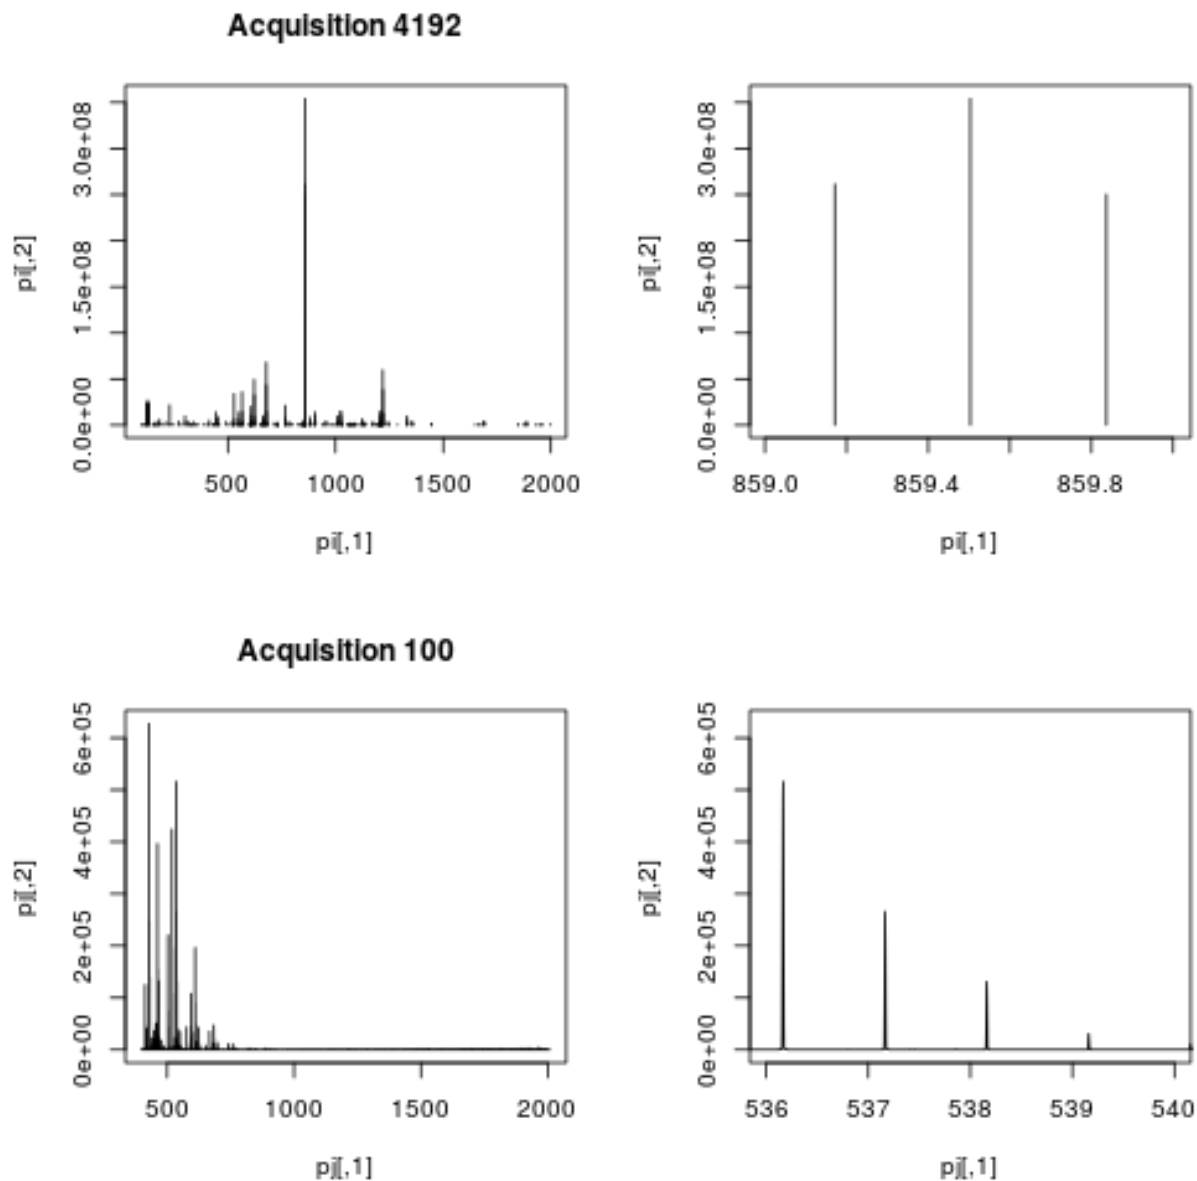 Acquisition 4192
pi[,2]
0.0e+00 1.5e+08 3.0e+08
500 1000 1500 2000
pi[,1]
pi[,2]
0.0e+00 1.5e+08 3.0e+08
859.0 859.4 859.8
pi[,1]
Acquisition 100
pj[,2]
0e+00 2e+05 4e+05 6e+05
500 1000 1500 2000
pj[,1]
pj[,2]
0e+00 2e+05 4e+05 6e+05
536 537 538 539 540
pj[,1]